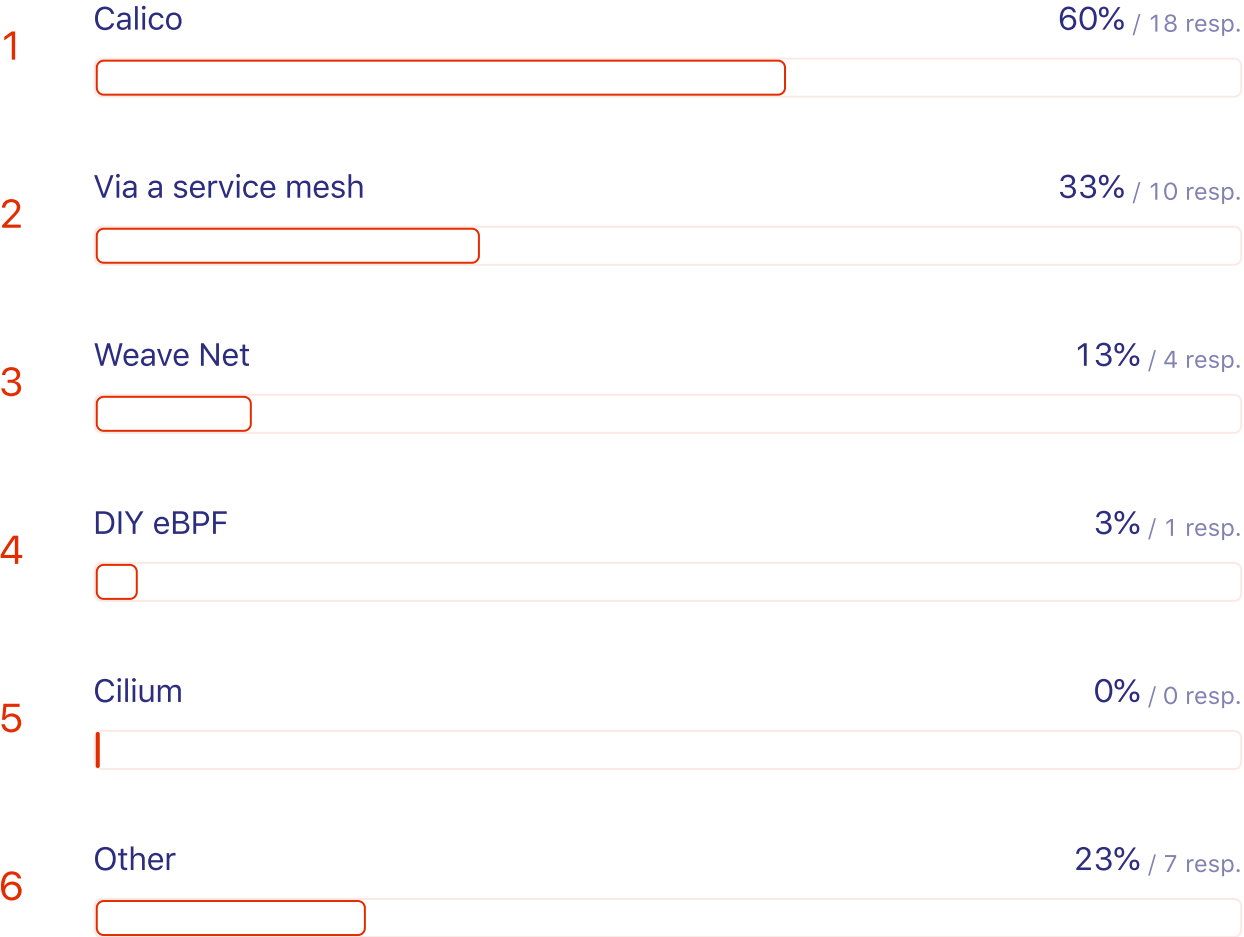 1
Calico
60% / 18 resp.
2
Via a service mesh
33% / 10 resp.
3
Weave Net
13% / 4 resp.
4
DIY eBPF
3% / 1 resp.
5
Cilium
0% / 0 resp.
6
Other
23% / 7 resp.